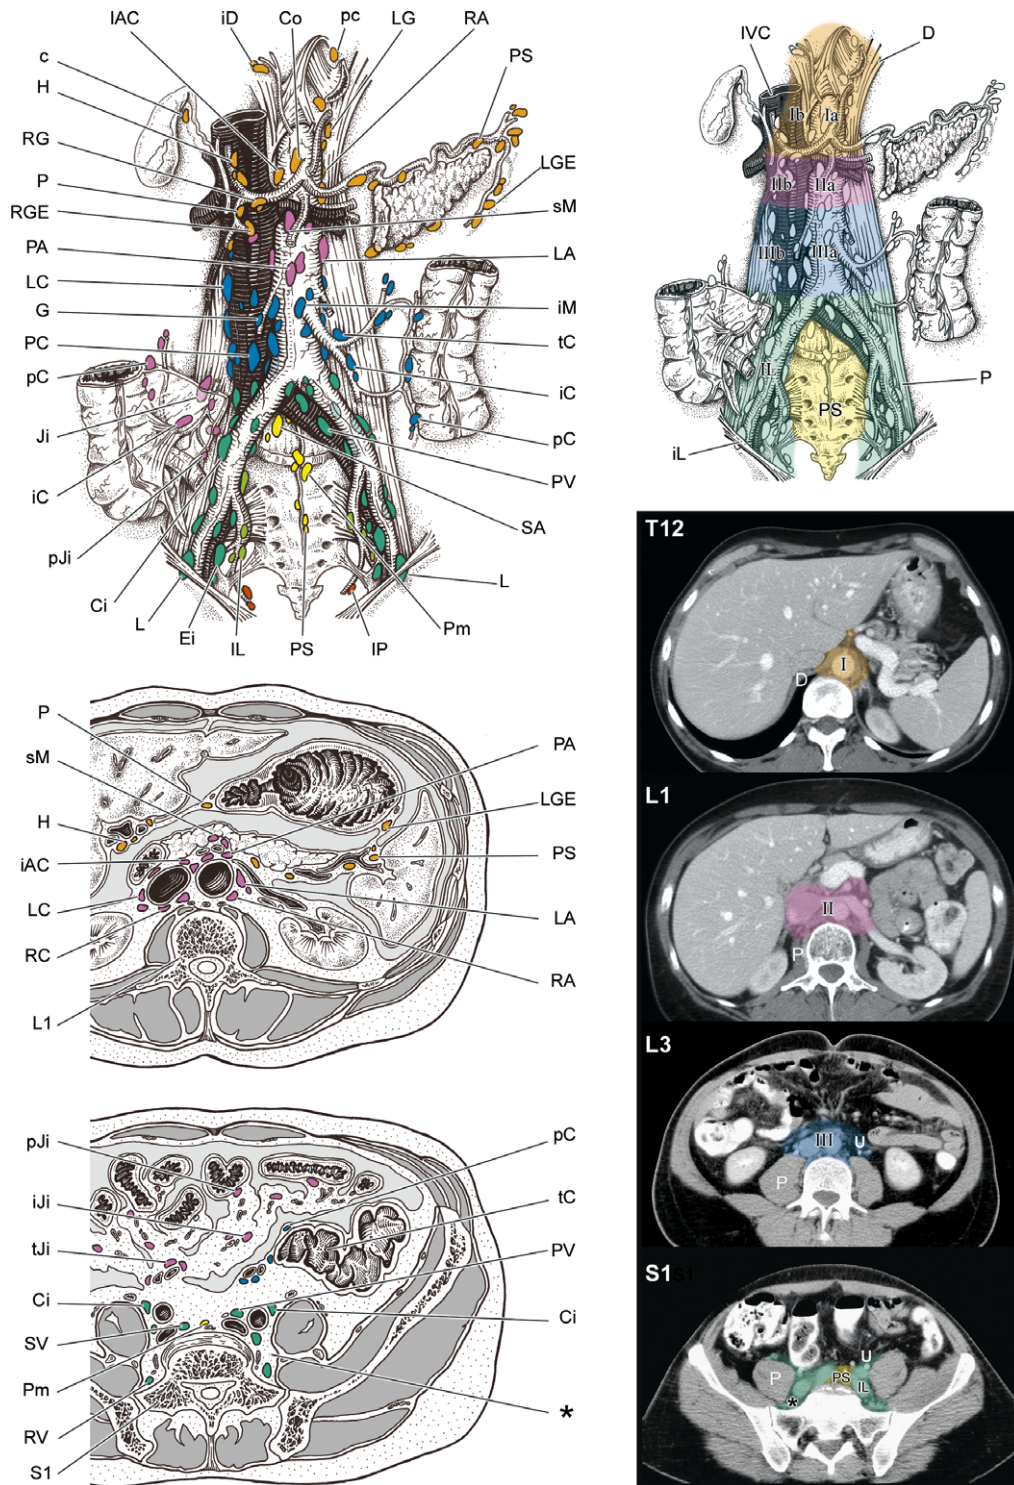 IAC iD Co pc LG RA
c
H
RG
P
RGE
PA
LC
G
PC
pC
Ji
iC
pJi
Ci
L
Ei
IL
PS
IP
Pm
L
SA
PV
pC
iC
tC
iM
LA
sM
LGE
PS
IVC D
Ib Ia
IIb IIa
IIIb IIIa
IL
PS
P
iL
P
sM
H
iAC
LC
RC
L1
PA
LGE
PS
LA
RA
pJi
iJi
tJi
Ci
SV
Pm
RV
S1
pC
tC
PV
Ci
*
T12
I
D
L1
II
P
L3
III U
P
S1 S1
U
P PS IL
*